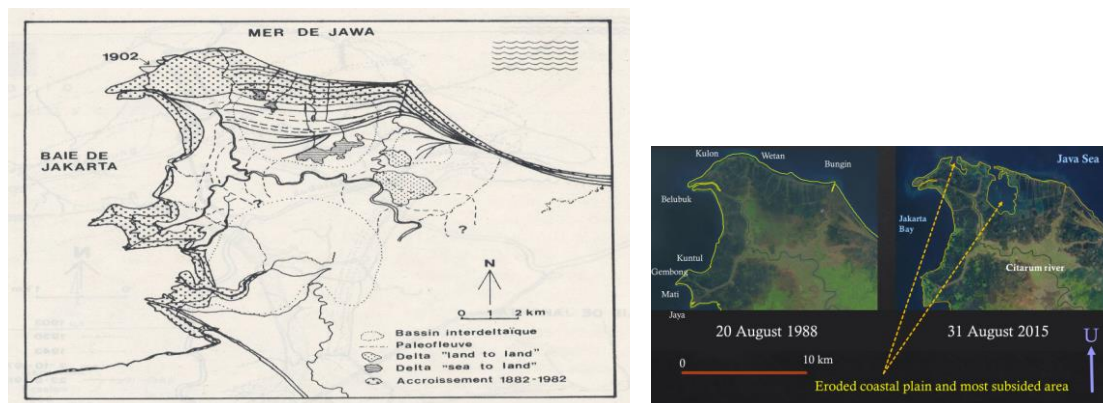 MER DE JAWA
1902
BAIE DE
JAKARTA
?
?
N
0 1 2 km
Bassin interdeltaïque
Paleofleuve
Delta "land to land"
Delta "sea to land"
Accroissement 1882-1982
Kulon
Wetan
Bungin
Belubuk
Kuntul
Gembong
Mati
Jaya
Java Sea
Jakarta
Bay
Citarum river
20 August 1988
31 August 2015
0
10 km
U
Eroded coastal plain and most subsided area